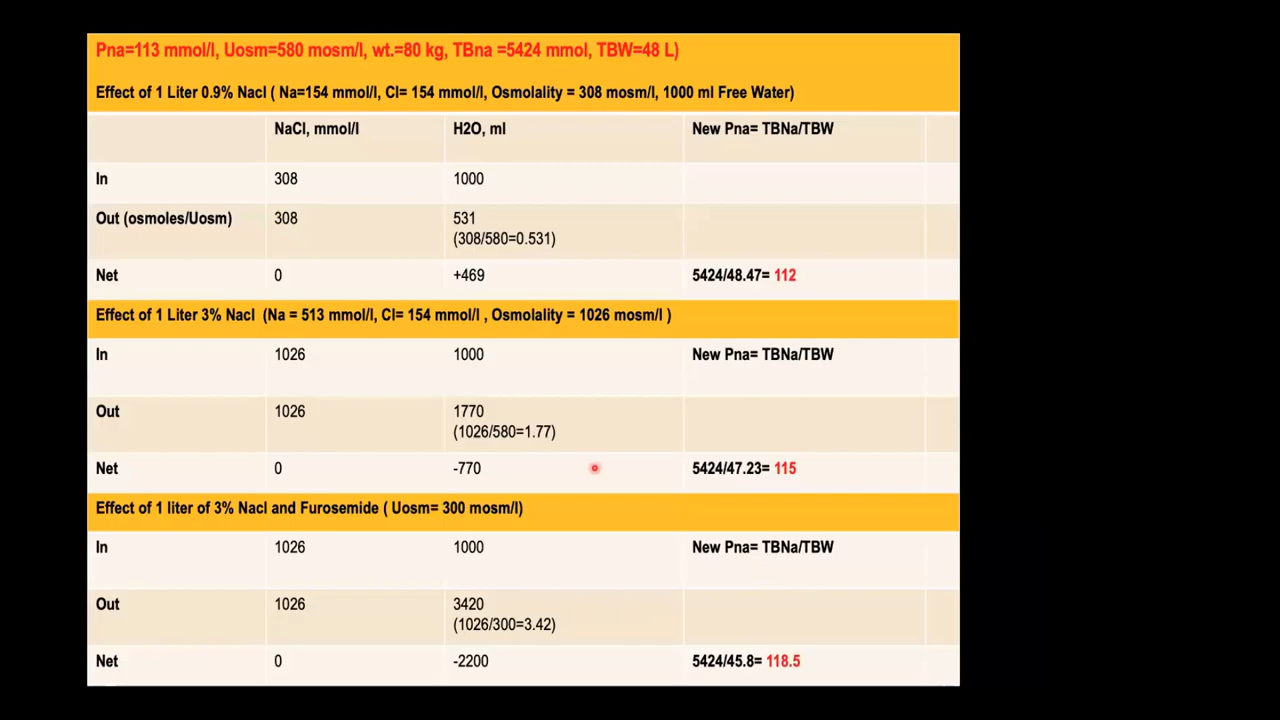 Pna=113 mmol/l, Uosm=580 mosm/l, wt.=80 kg, TBna =5424 mmol, TBW=48 L)
Effect of 1 Liter 0.9% Nacl ( Na=154 mmol/l, Cl= 154 mmol/l, Osmolality = 308 mosm/l, 1000 ml Free Water)
NaCl, mmol/l H2O, ml New Pna= TBNa/TBW
In 308 1000
Out (osmoles/Uosm) 308 531
(308/580=0.531)
Net 0 +469 5424/48.47= 112
Effect of 1 Liter 3% Nacl (Na = 513 mmol/l, Cl= 154 mmol/l , Osmolality = 1026 mosm/l )
In 1026 1000 New Pna= TBNa/TBW
Out 1026 1770
(1026/580=1.77)
Net 0 -770 5424/47.23= 115
Effect of 1 liter of 3% Nacl and Furosemide ( Uosm= 300 mosm/l)
In 1026 1000 New Pna= TBNa/TBW
Out 1026 3420
(1026/300=3.42)
Net 0 -2200 5424/45.8= 118.5